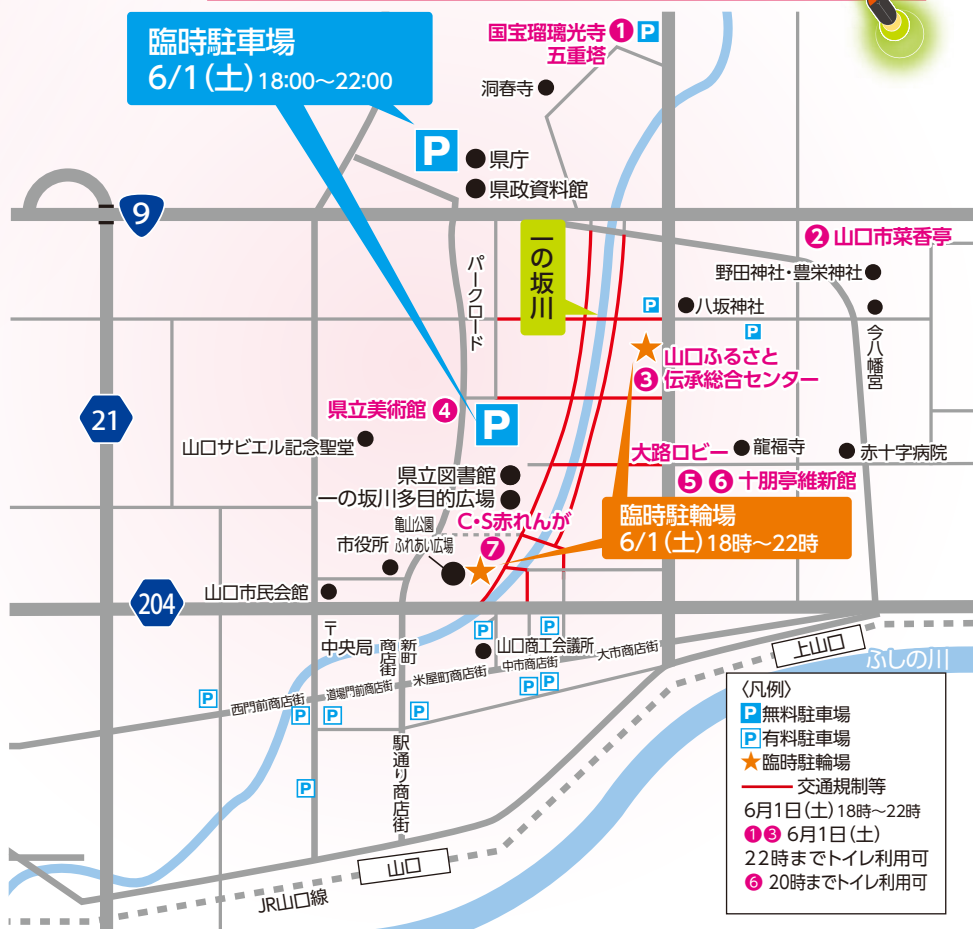 臨時駐車場
6/1(土) 18:00~22:00
国宝瑠璃光寺 ❶ P
五重塔
洞春寺
P
県庁
県政資料館
9
一の坂川
❷ 山口市菜香亭
野田神社・豊栄神社
パークロード
P
八坂神社
P
今八幡宮
山口ふるさと
❸ 伝承総合センター
21
県立美術館 ❹
P
山口サビエル記念聖堂
大路ロビー
龍福寺
赤十字病院
県立図書館
❺ ❻ 十朋亭維新館
一の坂川多目的広場
臨時駐輪場
6/1(土) 18時~22時
C・S赤れんが
❼
亀山公園
ふれあい広場
市役所
山口市民会館
204
〒
中央局
新町
商店街
P
P
山口商工会議所
大市商店街
中市商店街
米屋町商店街
道場門前商店街
西門前商店街
P
P
P
P
P
P
P
駅通り商店街
上山口
ふしの川
山口
JR山口線
〈凡例〉
P 無料駐車場
P 有料駐車場
★ 臨時駐輪場
交通規制等
6月1日(土) 18時~22時
❶❸ 6月1日(土)
22時までトイレ利用可
❻ 20時までトイレ利用可